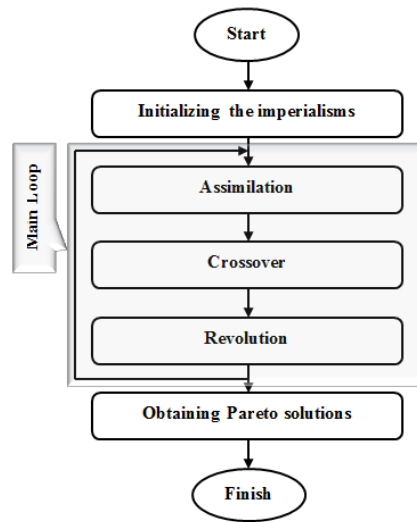 Start
Initializing the imperialisms
Main Loop
Assimilation
Crossover
Revolution
Obtaining Pareto solutions
Finish